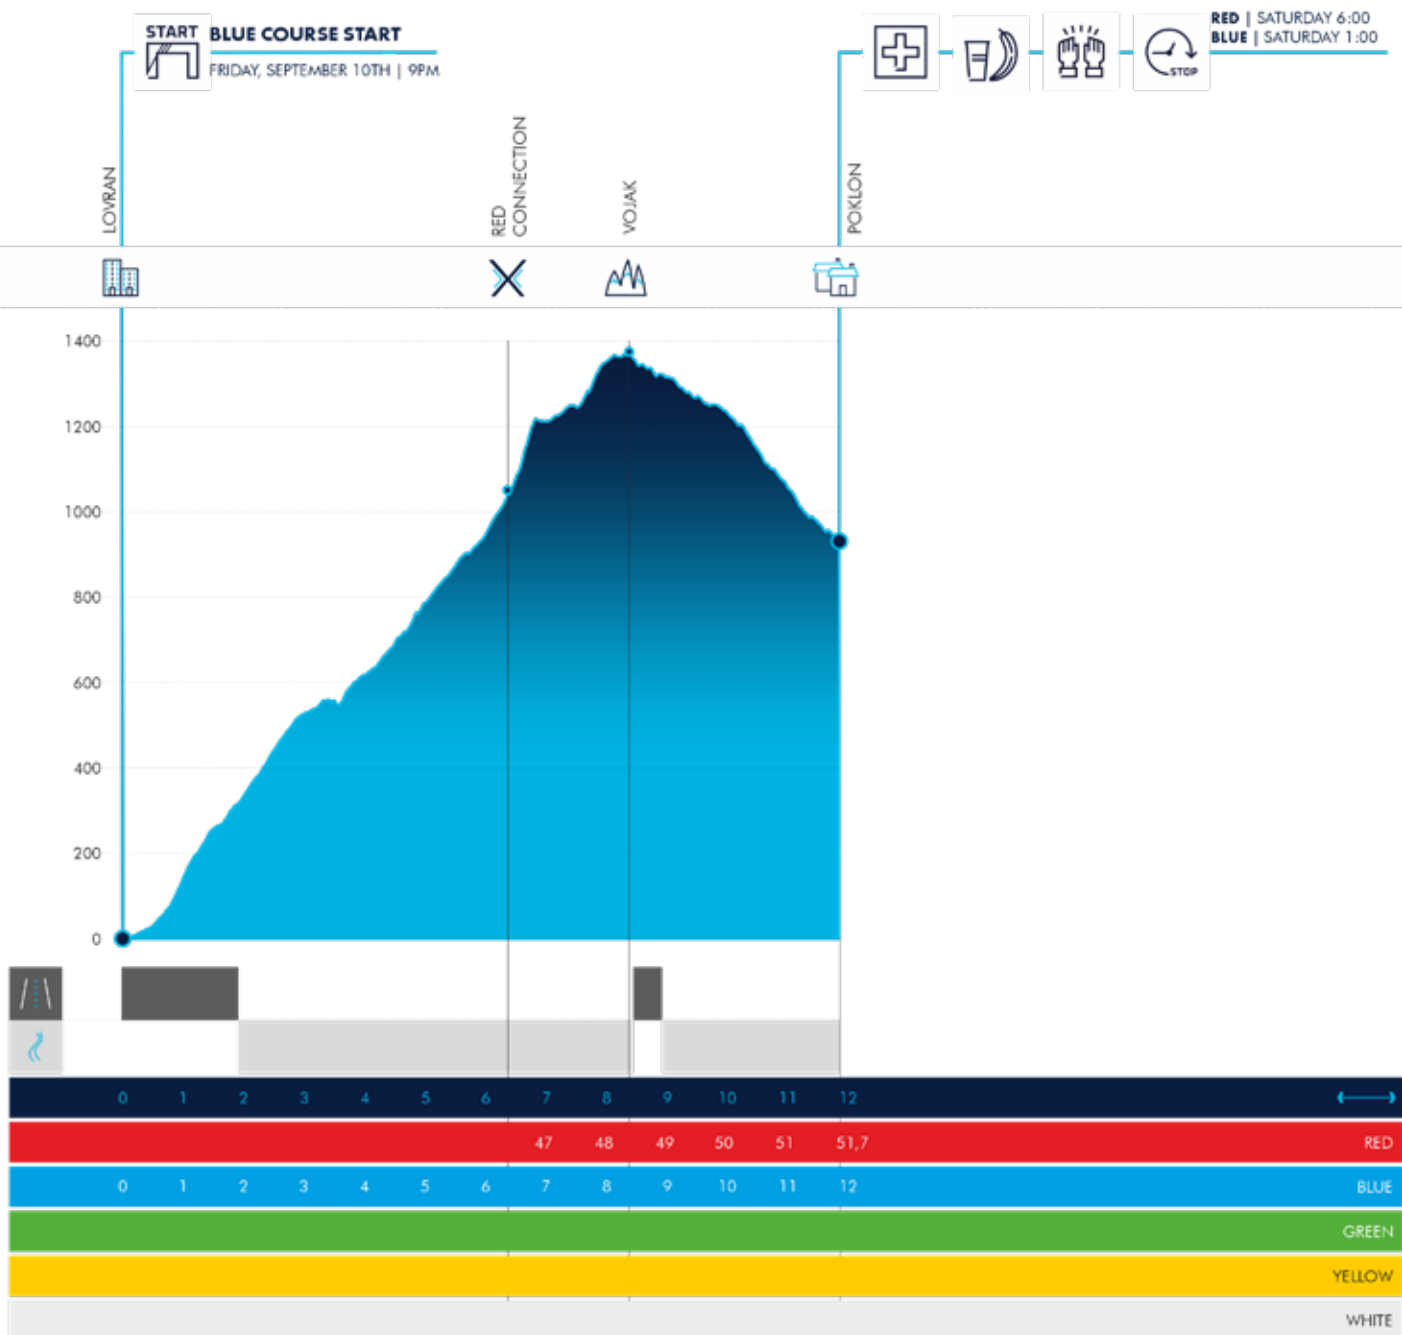 START
BLUE COURSE START
FRIDAY, SEPTEMBER 10TH | 9PM
STOP
RED | SATURDAY 6:00
BLUE | SATURDAY 1:00
LOVRAN
RED
CONNECTION
VOJAK
POKLON
1400
1200
1000
800
600
400
200
0
0 1 2 3 4 5 6 7 8 9 10 11 12
47 48 49 50 51 51,7 RED
0 1 2 3 4 5 6 7 8 9 10 11 12 BLUE
GREEN
YELLOW
WHITE